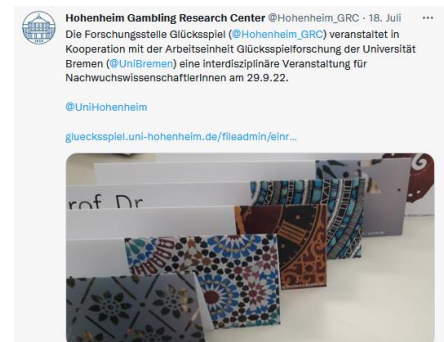 Hohenheim Gambling Research Center @Hohenheim_GRC · 18. Juli
Die Forschungsstelle Glücksspiel (@Hohenheim_GRC) veranstaltet in
Kooperation mit der Arbeitseinheit Glücksspielforschung der Universität
Bremen (@UniBremen) eine interdisziplinäre Veranstaltung für
NachwuchswissenschaftlerInnen am 29.9.22.
@UniHohenheim
gluecksspiel.uni-hohenheim.de/fileadmin/einr...
rof Dr